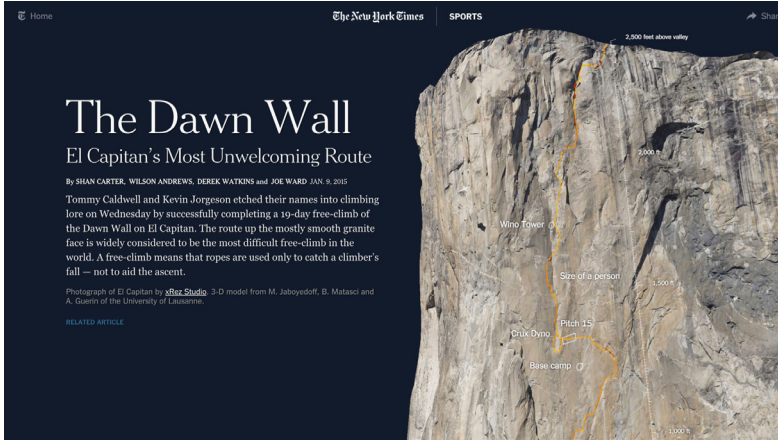 Home
The New York Times
SPORTS
Shar
2,500 feet above valley
The Dawn Wall
El Capitan's Most Unwelcoming Route
By SHAN CARTER, WILSON ANDREWS, DEREK WATKINS and JOE WARD JAN. 9, 2015
Tommy Caldwell and Kevin Jorgeson etched their names into climbing
lore on Wednesday by successfully completing a 19-day free-climb of
the Dawn Wall on El Capitan. The route up the mostly smooth granite
face is widely considered to be the most difficult free-climb in the
world. A free-climb means that ropes are used only to catch a climber's
fall — not to aid the ascent.
Photograph of El Capitan by xRez Studio. 3-D model from M. Jaboyedoff, B. Matasci and
A. Guerin of the University of Lausanne.
RELATED ARTICLE
2,000 ft
Wino Tower
Size of a person
1,500 ft
Pitch 15
Crux Dyno
Base camp
1,000 ft